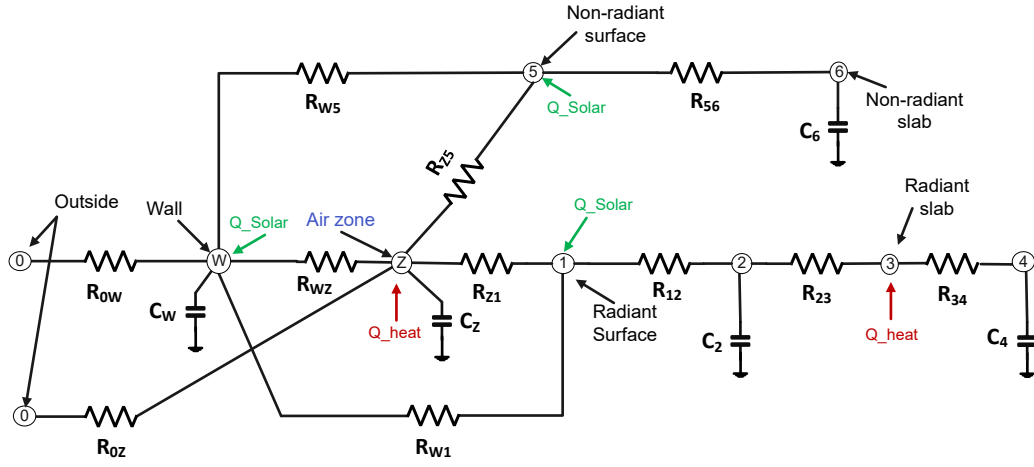 Non-radiant
surface
5
6
R_W5
Q_Solar
R_56
Non-radiant
slab
C_6
R_Z5
Outside
Wall
Q_Solar
Air zone
Q_Solar
Radiant
slab
0
W
Z
1
2
3
4
R_0W
R_WZ
R_Z1
R_12
R_23
R_34
C_W
Q_heat
C_Z
Radiant
Surface
C_2
Q_heat
C_4
0
R_0Z
R_W1